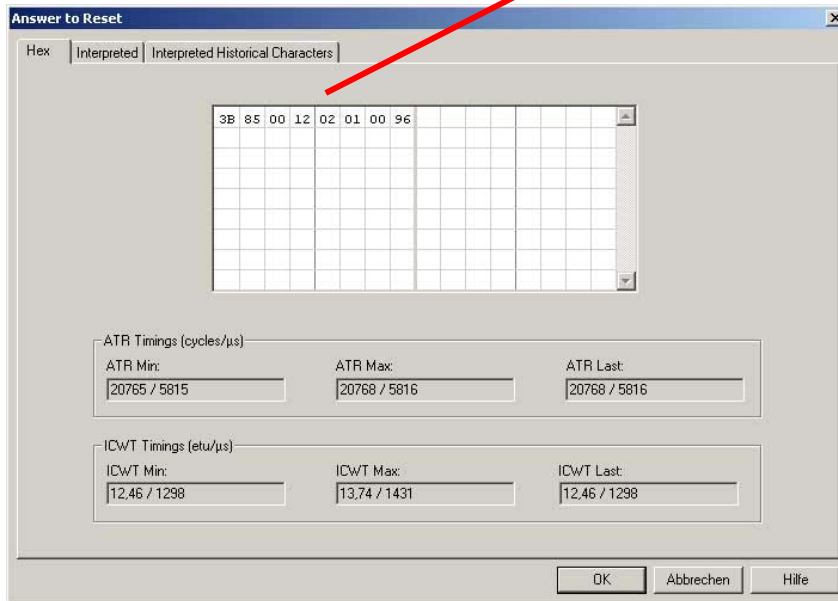 Answer to Reset
Hex Interpreted Interpreted Historical Characters
3B 85 00 12 02 01 00 96
ATR Timings (cycles/µs)
ATR Min: ATR Max: ATR Last:
20765 / 5815 20768 / 5816 20768 / 5816
ICWT Timings (etu/µs)
ICWT Min: ICWT Max: ICWT Last:
12,46 / 1298 13,74 / 1431 12,46 / 1298
OK Abbrechen Hilfe